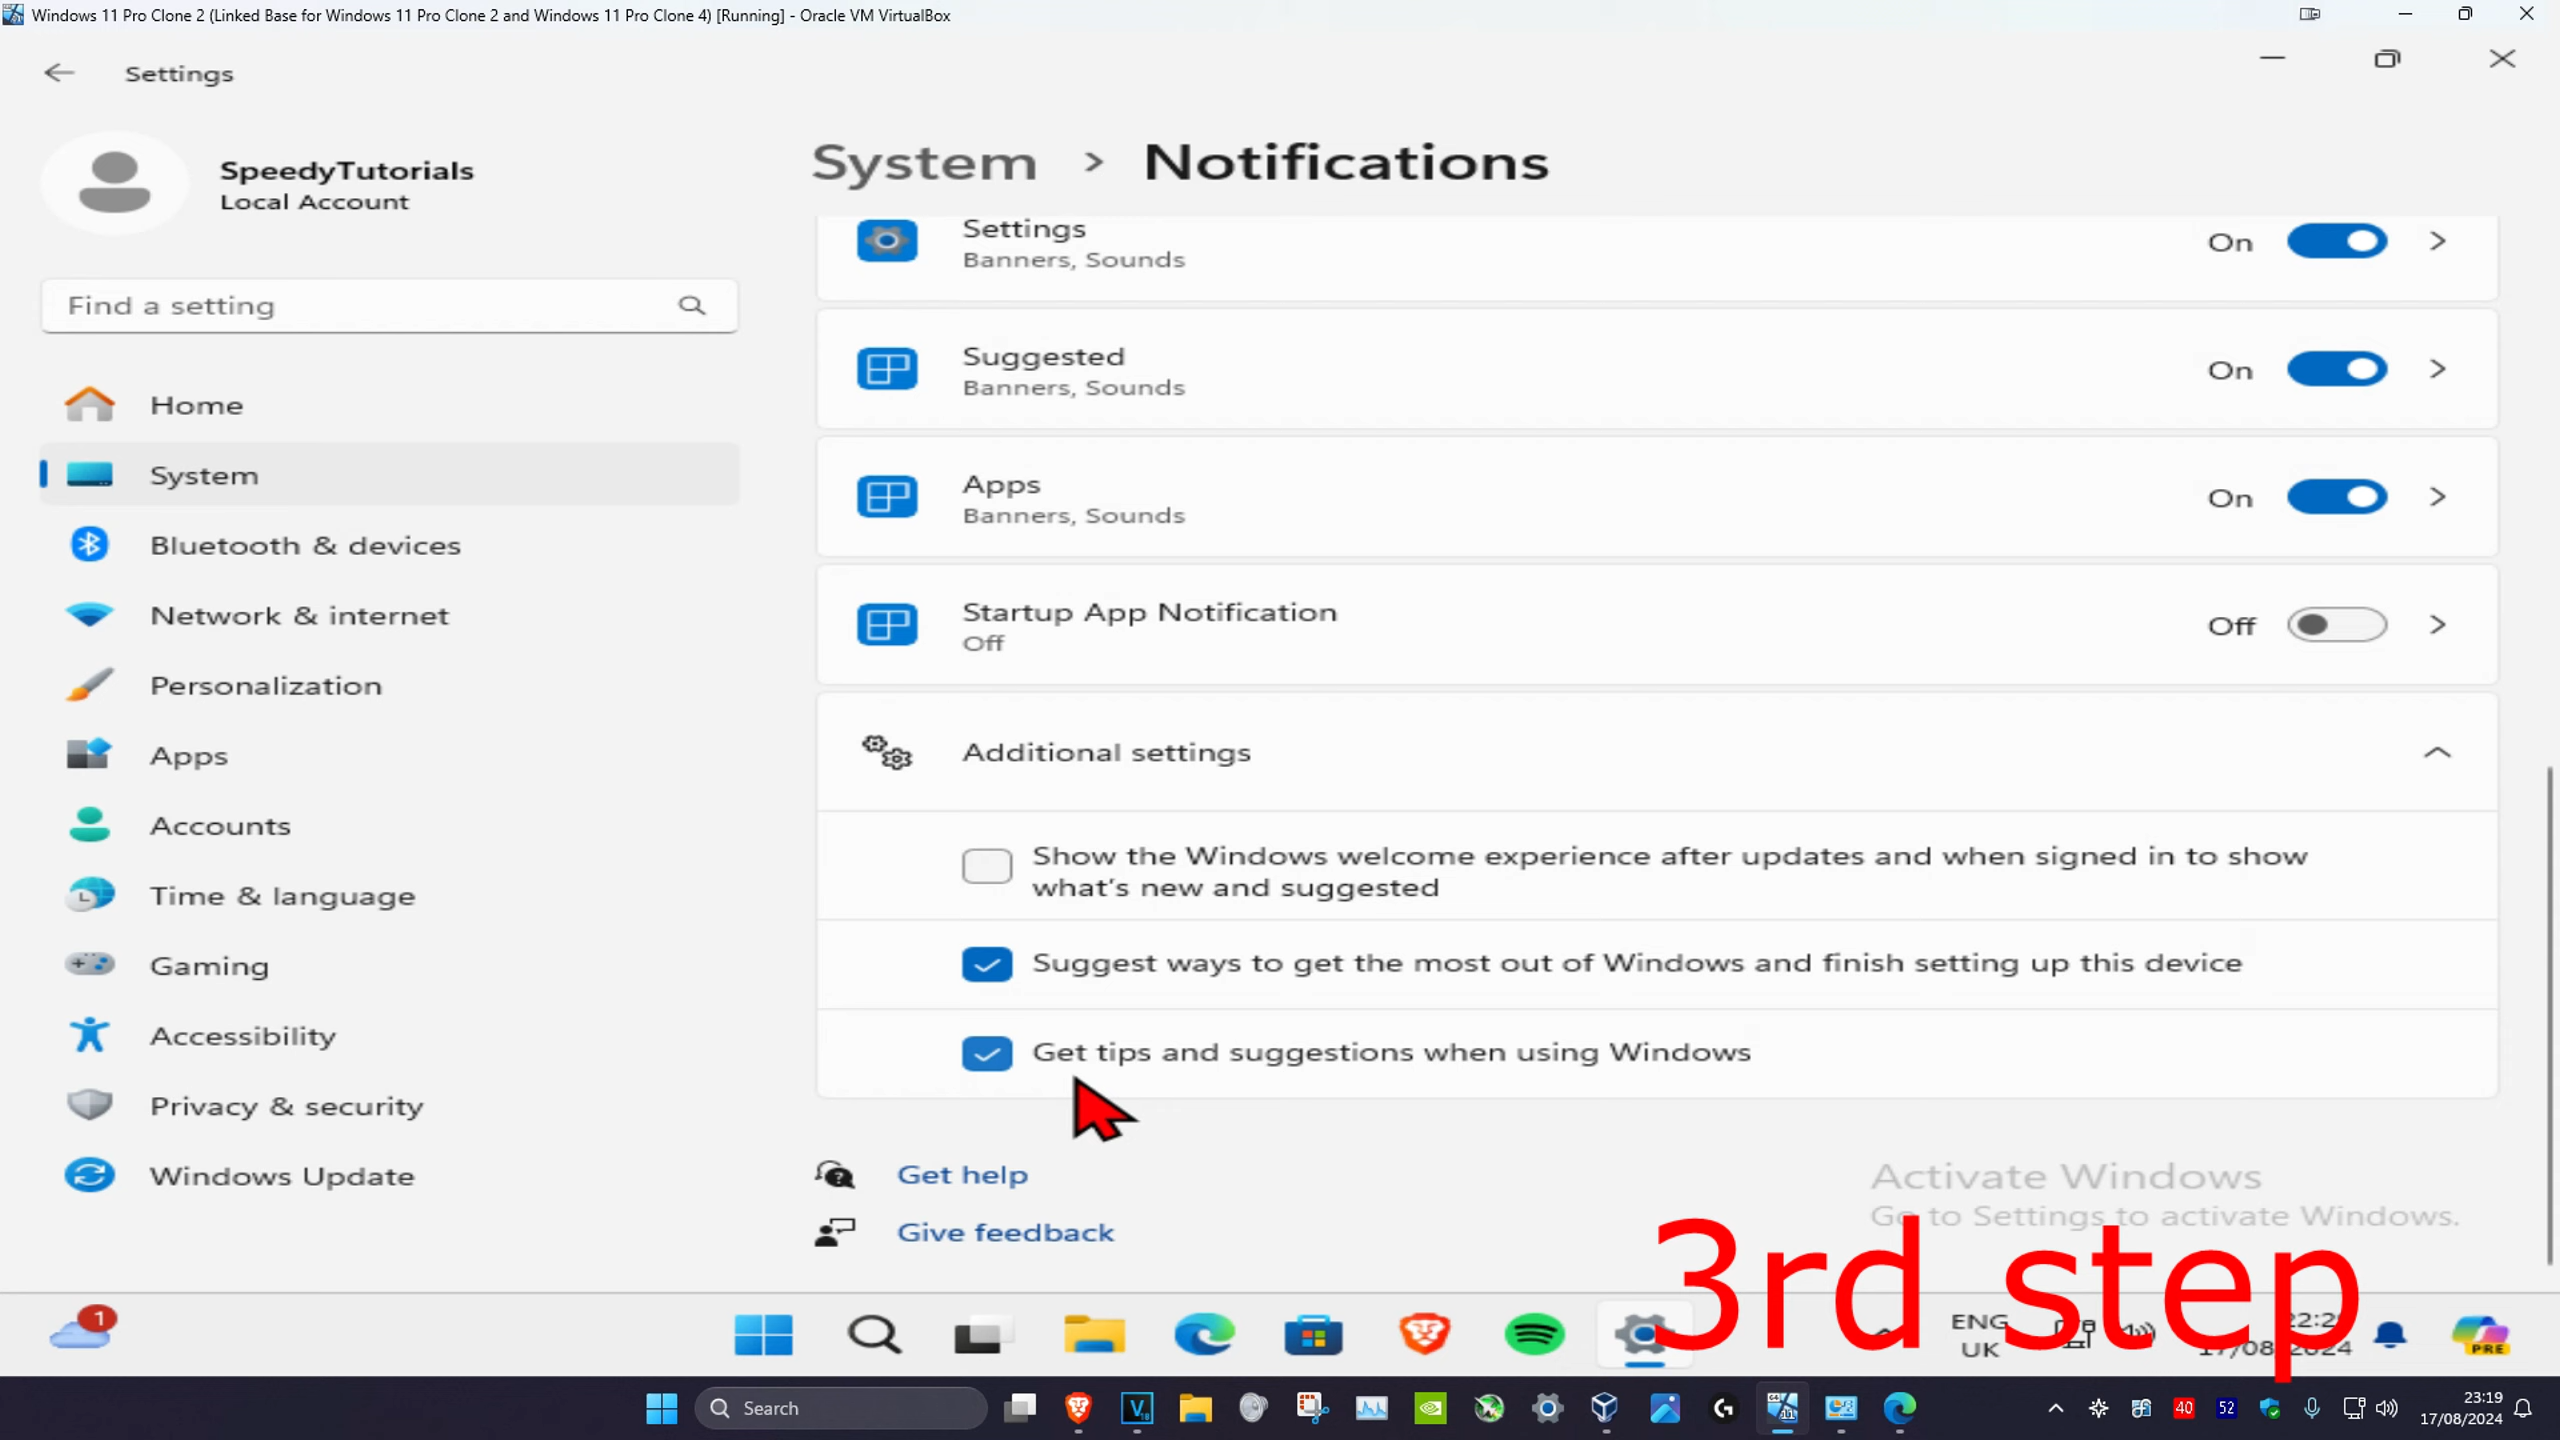 Windows 11 Pro Clone 2 (Linked Base for Windows 11 Pro Clone 2 and Windows 11 Pro Clone 4) [Running] - Oracle VM VirtualBox
Settings
SpeedyTutorials
Local Account
Find a setting
Home
System
Bluetooth & devices
Network & internet
Personalization
Apps
Accounts
Time & language
Gaming
Accessibility
Privacy & security
Windows Update
System > Notifications
Settings
Banners, Sounds
On
Suggested
Banners, Sounds
On
Apps
Banners, Sounds
On
Startup App Notification
Off
Off
Additional settings
Show the Windows welcome experience after updates and when signed in to show
what's new and suggested
Suggest ways to get the most out of Windows and finish setting up this device
Get tips and suggestions when using Windows
Get help
Give feedback
Activate Windows
Go to Settings to activate Windows.
3rd step
1
ENG
UK
PRE
Search
40
52
23:19
17/08/2024